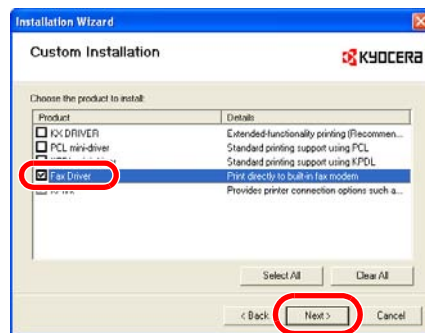 Installation Wizard
Custom Installation
KYOCERA
Choose the product to install:
Product Details
KX DRIVER Extended-functionality printing (Recommen...
PCL mini-driver Standard printing support using PCL
Standard printing support using KPDL
Fax Driver Print directly to built-in fax modem
Provides printer connection options such a...
Select All Clear All
< Back Next > Cancel